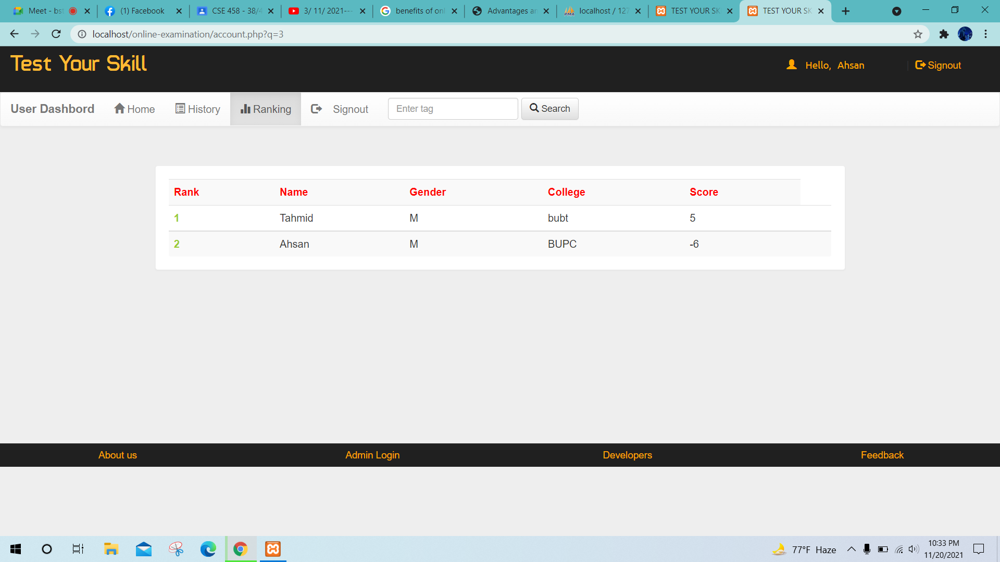 Meet - bst
(1) Facebook
CSE 458 - 38/4
3/ 11/ 2021---
benefits of onl
Advantages an
localhost / 127
TEST YOUR SK
TEST YOUR SK
localhost/online-examination/account.php?q=3
Test Your Skill
Hello, Ahsan
Signout
User Dashbord
Home
History
Ranking
Signout
Enter tag
Search
Rank Name Gender College Score
1 Tahmid M bubt 5
2 Ahsan M BUPC -6
About us
Admin Login
Developers
Feedback
77°F Haze
10:33 PM
11/20/2021